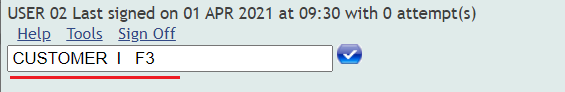 USER 02 Last signed on 01 APR 2021 at 09:30 with 0 attempt(s)
Help Tools Sign Off
CUSTOMER I F3